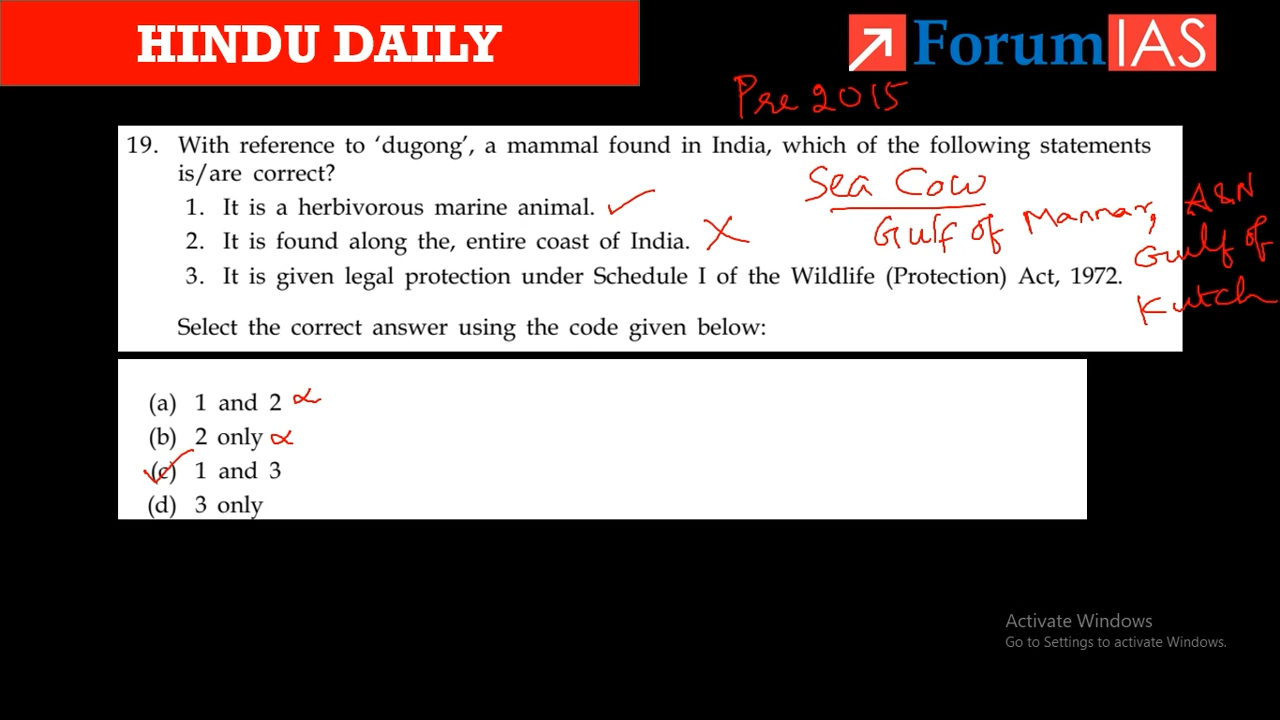 HINDU DAILY
ForumIAS
Pre 2015
19. With reference to ‘dugong’, a mammal found in India, which of the following statements
is/are correct?
Sea Cow
1. It is a herbivorous marine animal.
Gulf of Mannar, A&N
2. It is found along the, entire coast of India.
Gulf of
Kutch
3. It is given legal protection under Schedule I of the Wildlife (Protection) Act, 1972.
Select the correct answer using the code given below:
(a) 1 and 2
(b) 2 only
(c) 1 and 3
(d) 3 only
Activate Windows
Go to Settings to activate Windows.